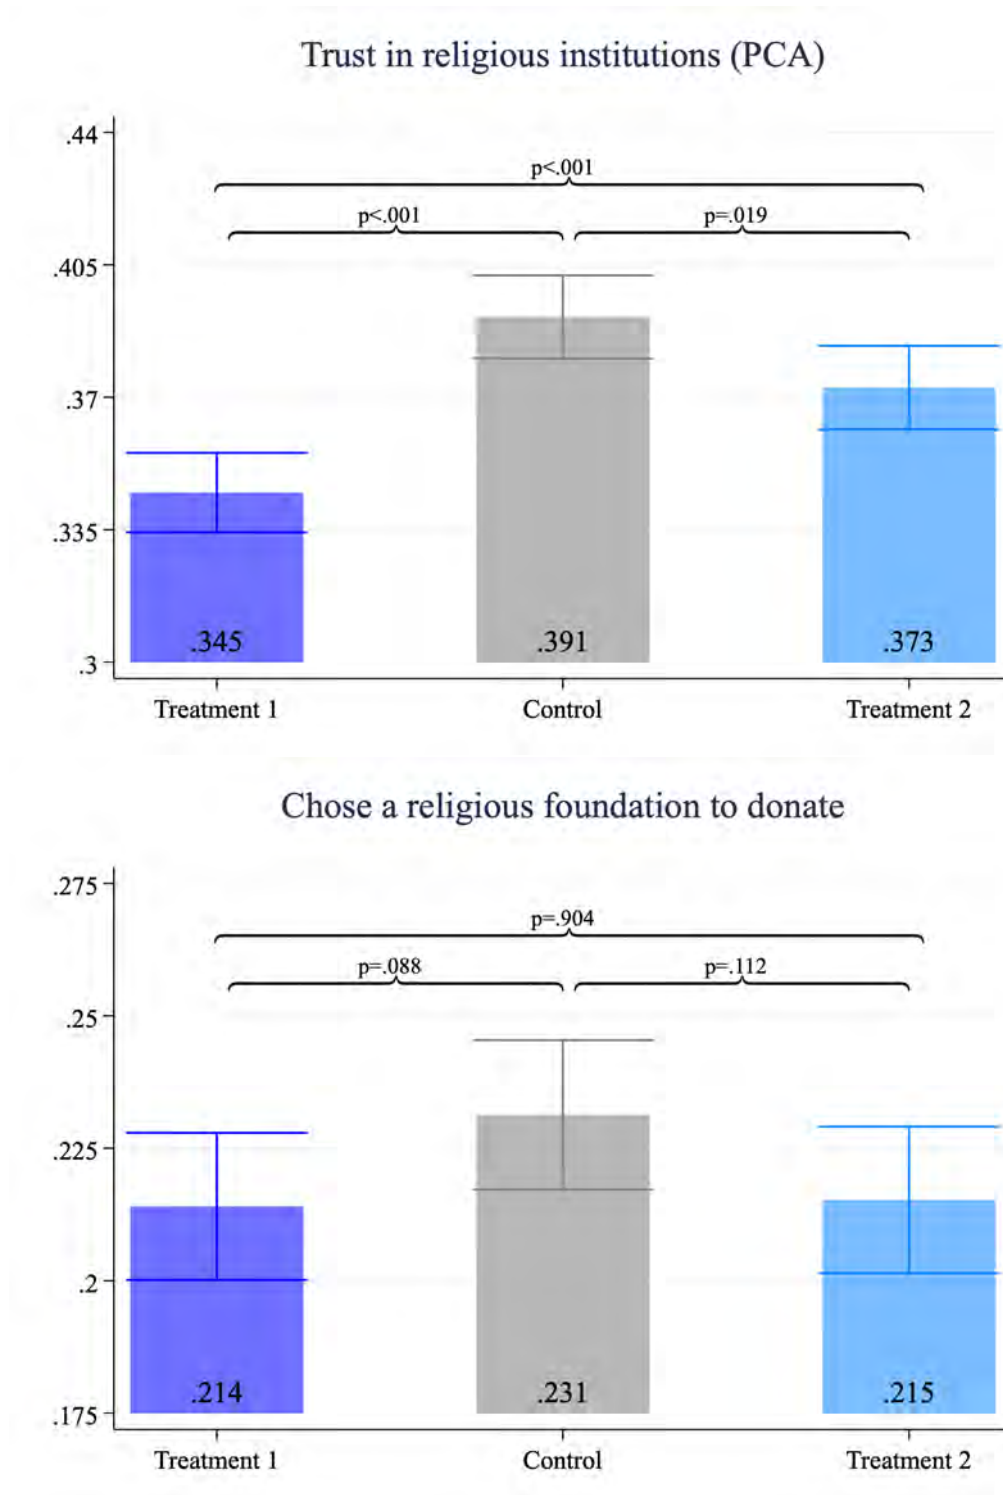 Trust in religious institutions (PCA)
.44
p<.001
p<.001 p=.019
.405
.37
.335
.345 .391 .373
.3
Treatment 1 Control Treatment 2
Chose a religious foundation to donate
.275
p=.904
p=.088 p=.112
.25
.225
.2
.214 .231 .215
.175
Treatment 1 Control Treatment 2